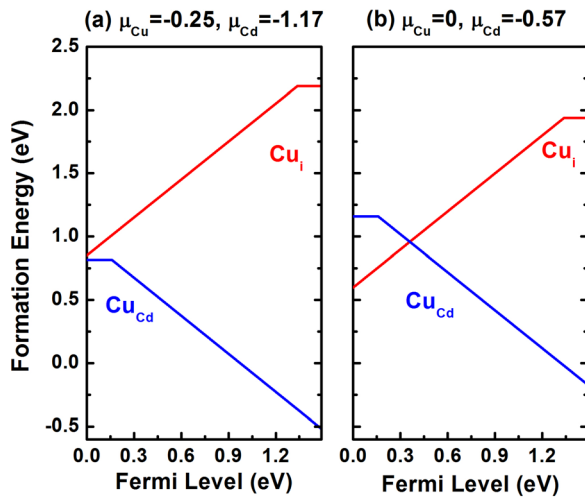 (a) μCu=-0.25, μCd=-1.17
(b) μCu=0, μCd=-0.57
Formation Energy (eV)
2.5
2.0
1.5
1.0
0.5
0.0
-0.5
Cui
CuCd
Cui
CuCd
0.0 0.3 0.6 0.9 1.2
0.0 0.3 0.6 0.9 1.2
Fermi Level (eV)
Fermi Level (eV)